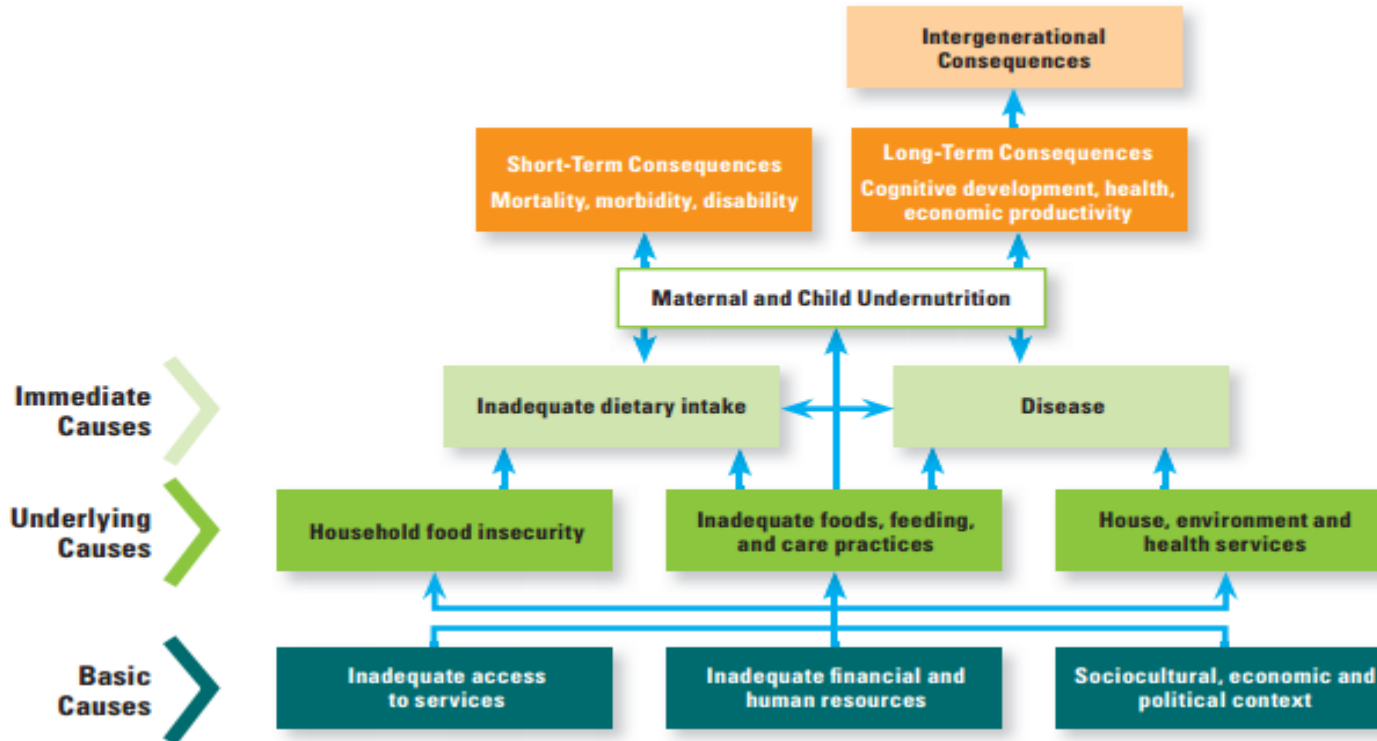 Intergenerational
Consequences
Short-Term Consequences
Mortality, morbidity, disability
Long-Term Consequences
Cognitive development, health,
economic productivity
Maternal and Child Undernutrition
Immediate
Causes
Inadequate dietary intake
Disease
Underlying
Causes
Household food insecurity
Inadequate foods, feeding,
and care practices
House, environment and
health services
Basic
Causes
Inadequate access
to services
Inadequate financial and
human resources
Sociocultural, economic and
political context